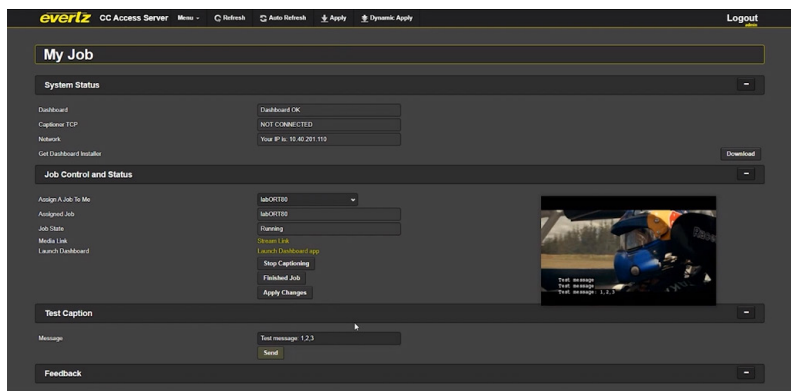 evertz CC Access Server Menu Refresh Auto Refresh Apply Dynamic Apply Logout
admin
My Job
System Status
Dashboard Dashboard OK
Captioner TCP NOT CONNECTED
Network Your IP is: 10.40.201.110
Get Dashboard Installer Download
Job Control and Status
Assign A Job To Me labORT80
Assigned Job labORT80
Job State Running
Media Link Stream Link
Launch Dashboard Launch Dashboard app
Stop Captioning
Finished Job
Apply Changes
Test message
Test message
Test message: 1,2,3
Test Caption
Message Test message: 1,2,3
Send
Feedback